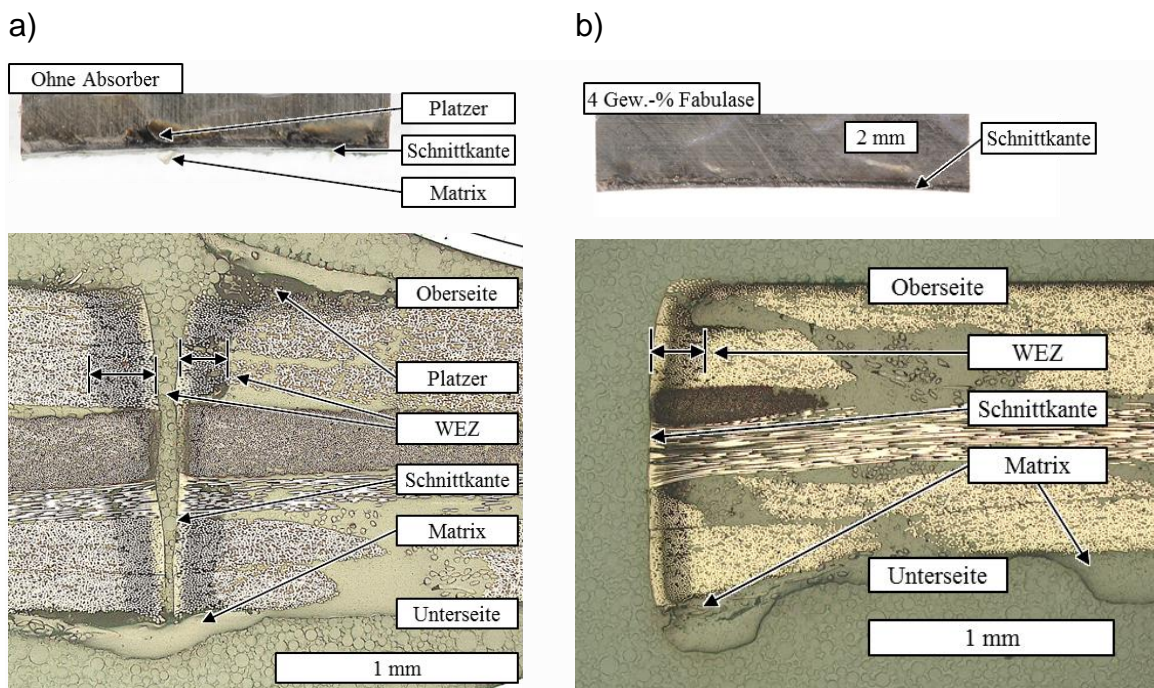 a)
Ohne Absorber
Platzer
Schnittkante
Matrix
Oberseite
Platzer
WEZ
Schnittkante
Matrix
Unterseite
1 mm
b)
4 Gew.-% Fabulase
2 mm
Schnittkante
Oberseite
WEZ
Schnittkante
Matrix
Unterseite
1 mm